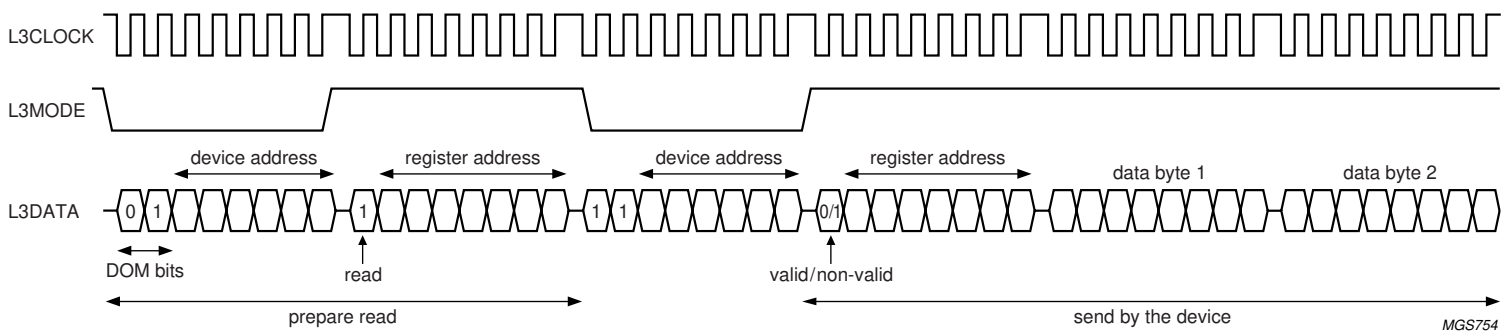 L3CLOCK
L3MODE
device address register address device address register address data byte 1 data byte 2
L3DATA 0 1 1 1 1 0/1
DOM bits read valid/non-valid
prepare read send by the device
MGS754